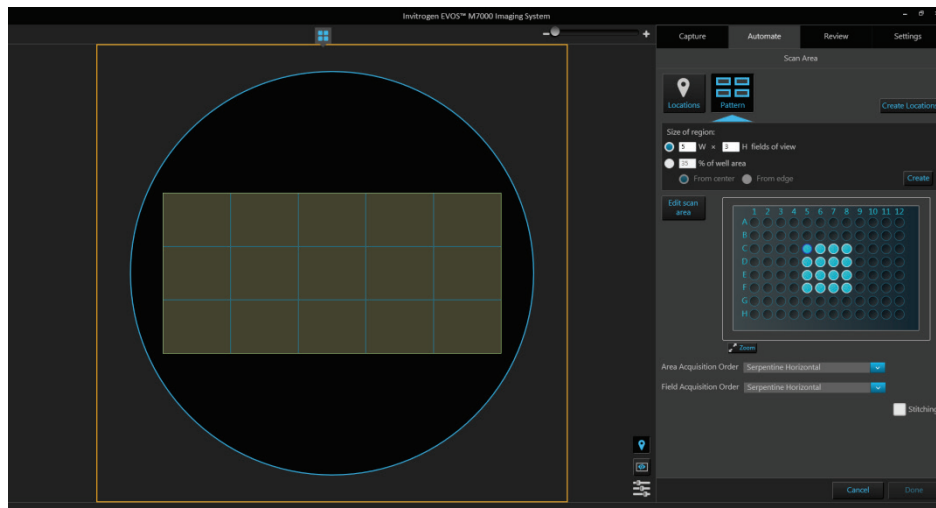 Invitrogen EVOS™ M7000 Imaging System
Capture Automate Review Settings
Scan Area
Locations Pattern
Create Locations
Size of region:
5 W × 3 H fields of view
35 % of well area
From center From edge Create
Edit scan area
1 2 3 4 5 6 7 8 9 10 11 12
A
B
C
D
E
F
G
H
Zoom
Area Acquisition Order Serpentine Horizontal
Field Acquisition Order Serpentine Horizontal
Stitching
Cancel Done